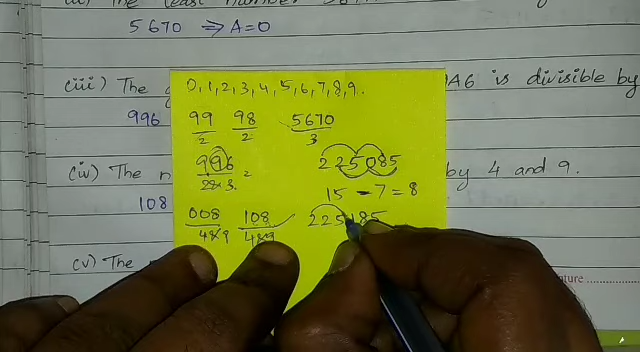 5670 ⇒ A=0
(iii) The
9A6 is divisible by
996
0,1,2,3,4,5,6,7,8,9.
99/2 98/2 5670/3
996/2&3 = 225085
15 - 7 = 8
(iv) The n
by 4 and 9.
108
008/4&9 108/4&9 225185
(v) The